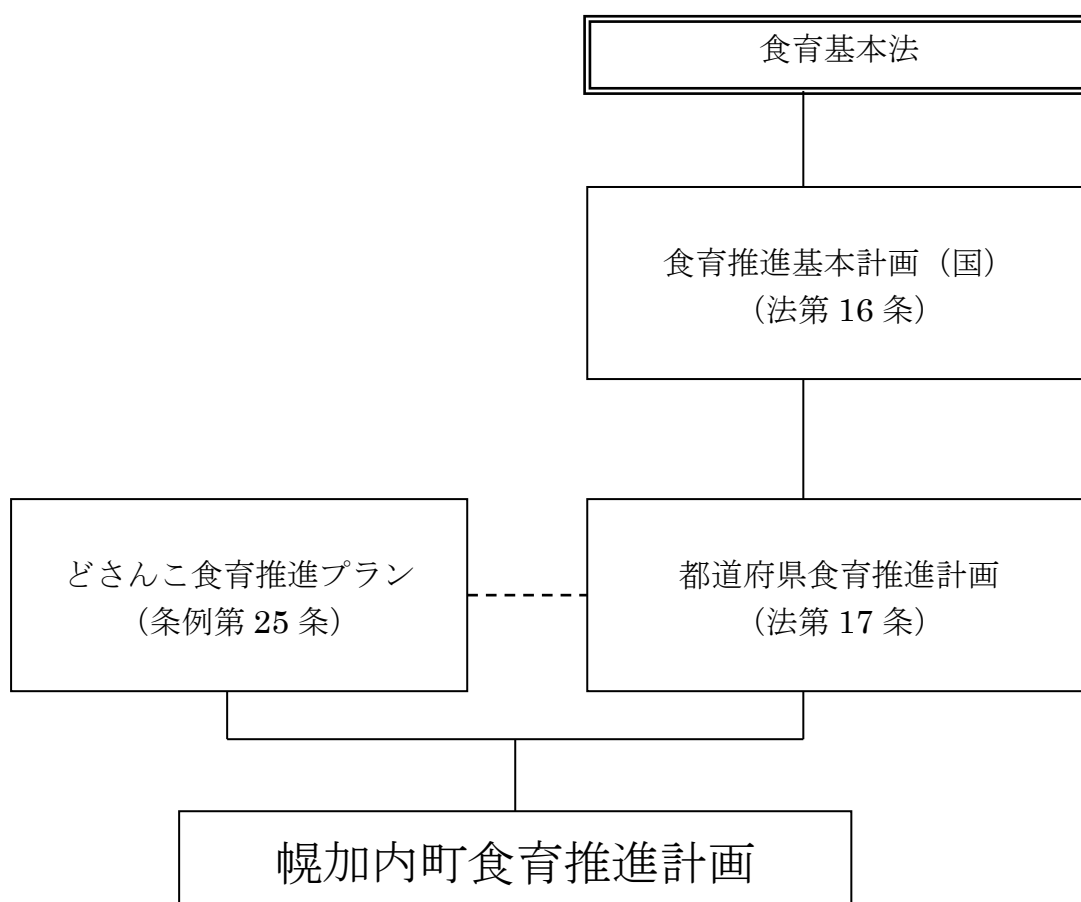 食育基本法
食育推進基本計画（国）
（法第 16 条）
どさんこ食育推進プラン
（条例第 25 条）
都道府県食育推進計画
（法第 17 条）
幌加内町食育推進計画